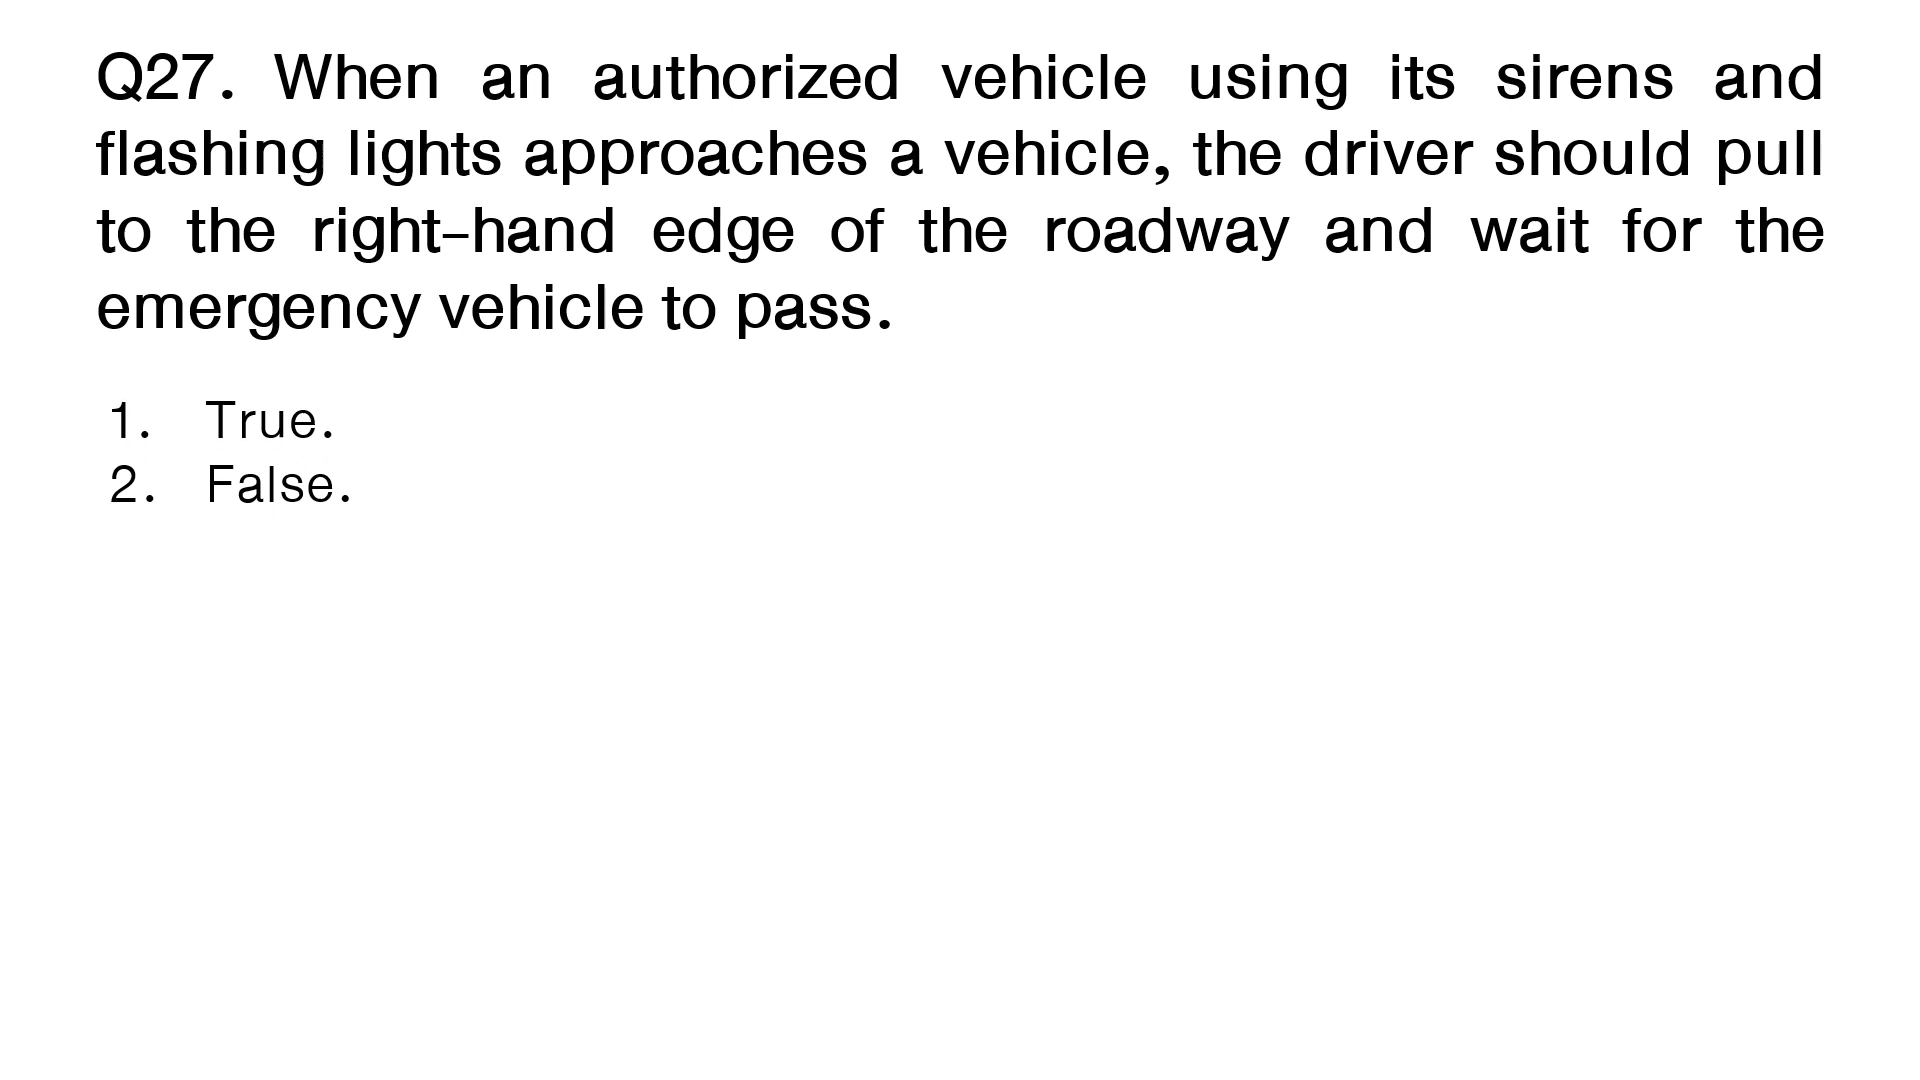 Q27. When an authorized vehicle using its sirens and
flashing lights approaches a vehicle, the driver should pull
to the right-hand edge of the roadway and wait for the
emergency vehicle to pass.
1. True.
2. False.